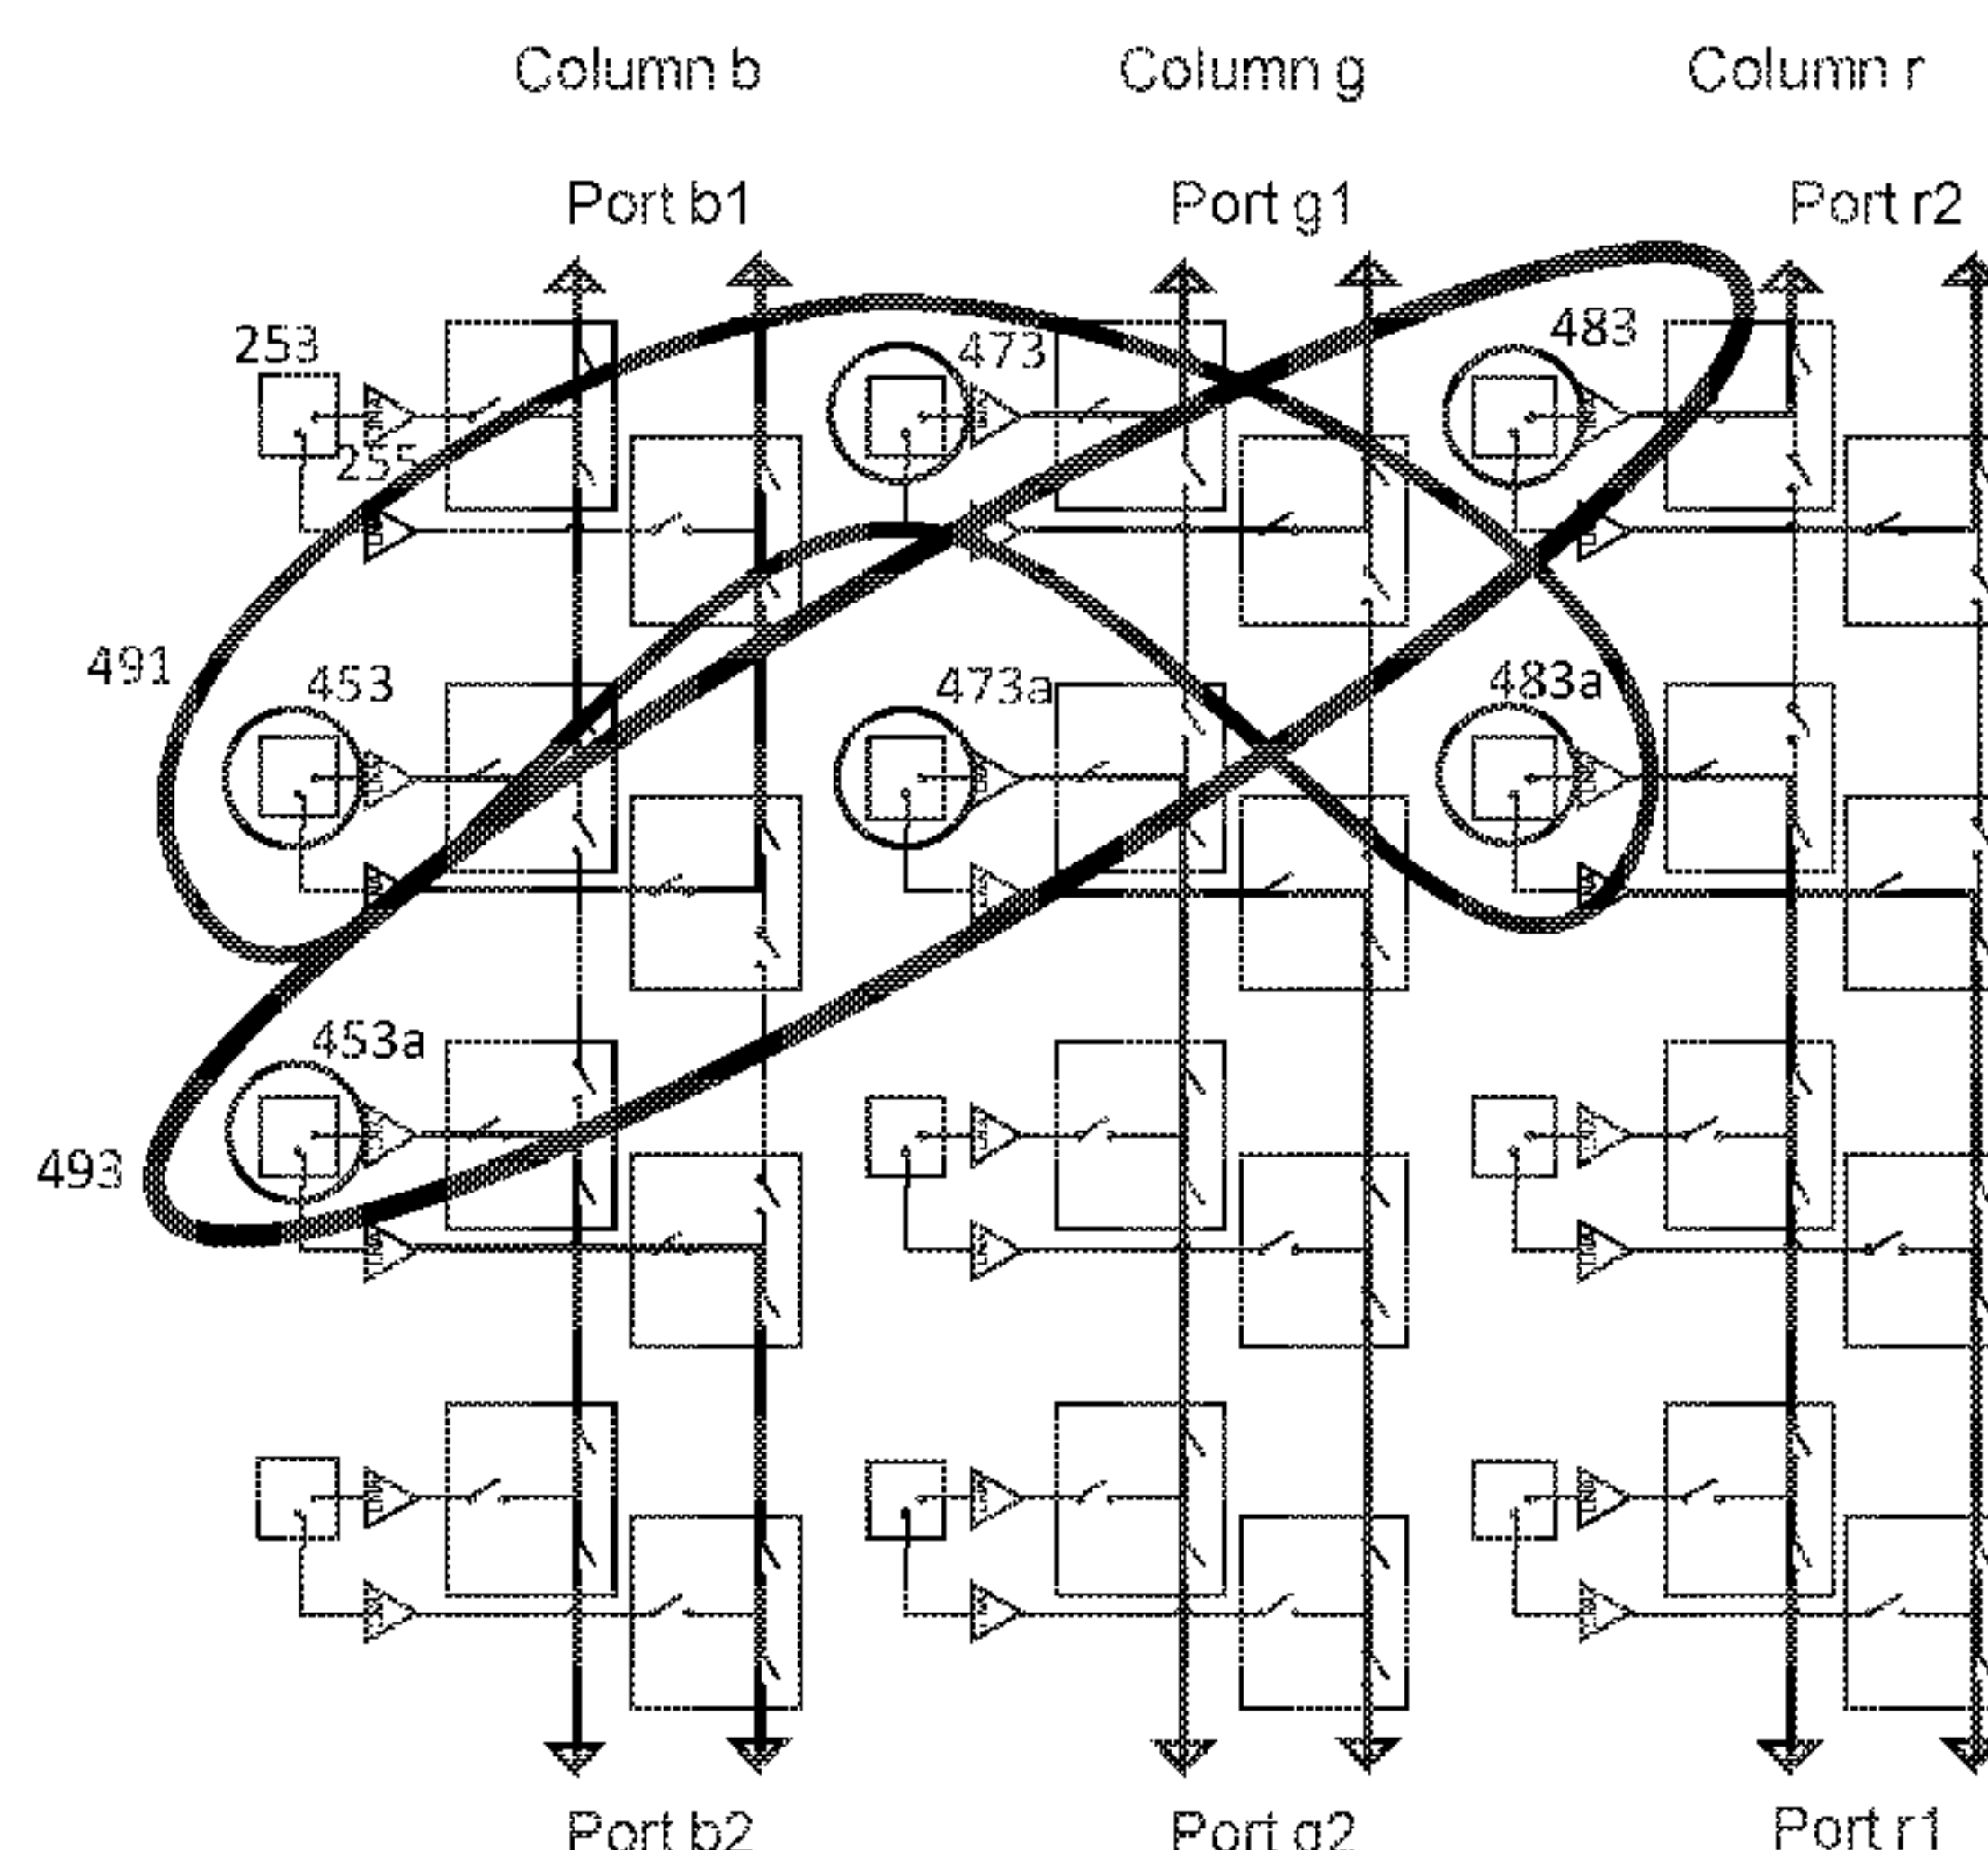 Column b Column g Column r
Port b1 Port g1 Port r2
253 473 483
255
491 453 473a 483a
453a
493
Port b2 Port g2 Port r1